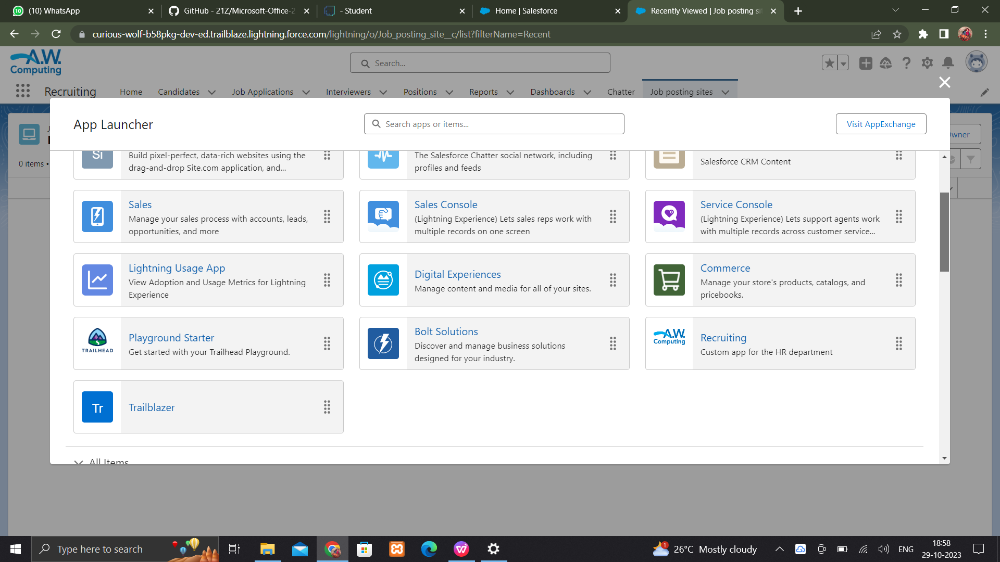 (10) WhatsApp
GitHub - 21Z/Microsoft-Office-2
- Student
Home | Salesforce
Recently Viewed | Job posting si
curious-wolf-b58pkg-dev-ed.trailblaze.lightning.force.com/lightning/o/Job_posting_site__c/list?filterName=Recent
A.W.
Computing
Search...
Recruiting
Home
Candidates
Job Applications
Interviewers
Positions
Reports
Dashboards
Chatter
Job posting sites
App Launcher
Search apps or items...
Visit AppExchange
0 items •
Si
Build pixel-perfect, data-rich websites using the
drag-and-drop Site.com application, and...
The Salesforce Chatter social network, including
profiles and feeds
Salesforce CRM Content
Sales
Manage your sales process with accounts, leads,
opportunities, and more
Sales Console
(Lightning Experience) Lets sales reps work with
multiple records on one screen
Service Console
(Lightning Experience) Lets support agents work
with multiple records across customer service...
Lightning Usage App
View Adoption and Usage Metrics for Lightning
Experience
Digital Experiences
Manage content and media for all of your sites.
Commerce
Manage your store's products, catalogs, and
pricebooks.
TRAILHEAD
Playground Starter
Get started with your Trailhead Playground.
Bolt Solutions
Discover and manage business solutions
designed for your industry.
A.W.
Computing
Recruiting
Custom app for the HR department
Tr
Trailblazer
All Items
Type here to search
1
26°C Mostly cloudy
ENG
18:58
29-10-2023